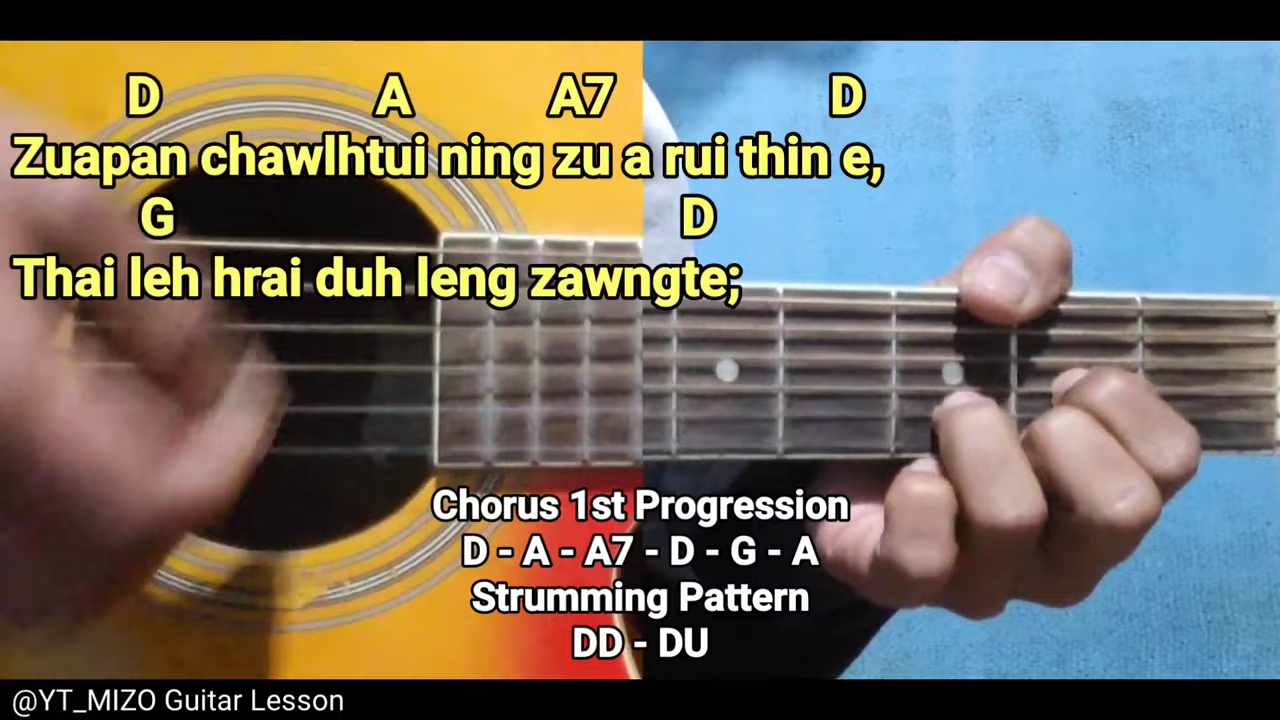 D A A7 D
Zuapan chawlhtui ning zu a rui thin e,
G D
Thai leh hrai duh leng zawngte;
Chorus 1st Progression
D - A - A7 - D - G - A
Strumming Pattern
DD - DU
@YT_MIZO Guitar Lesson